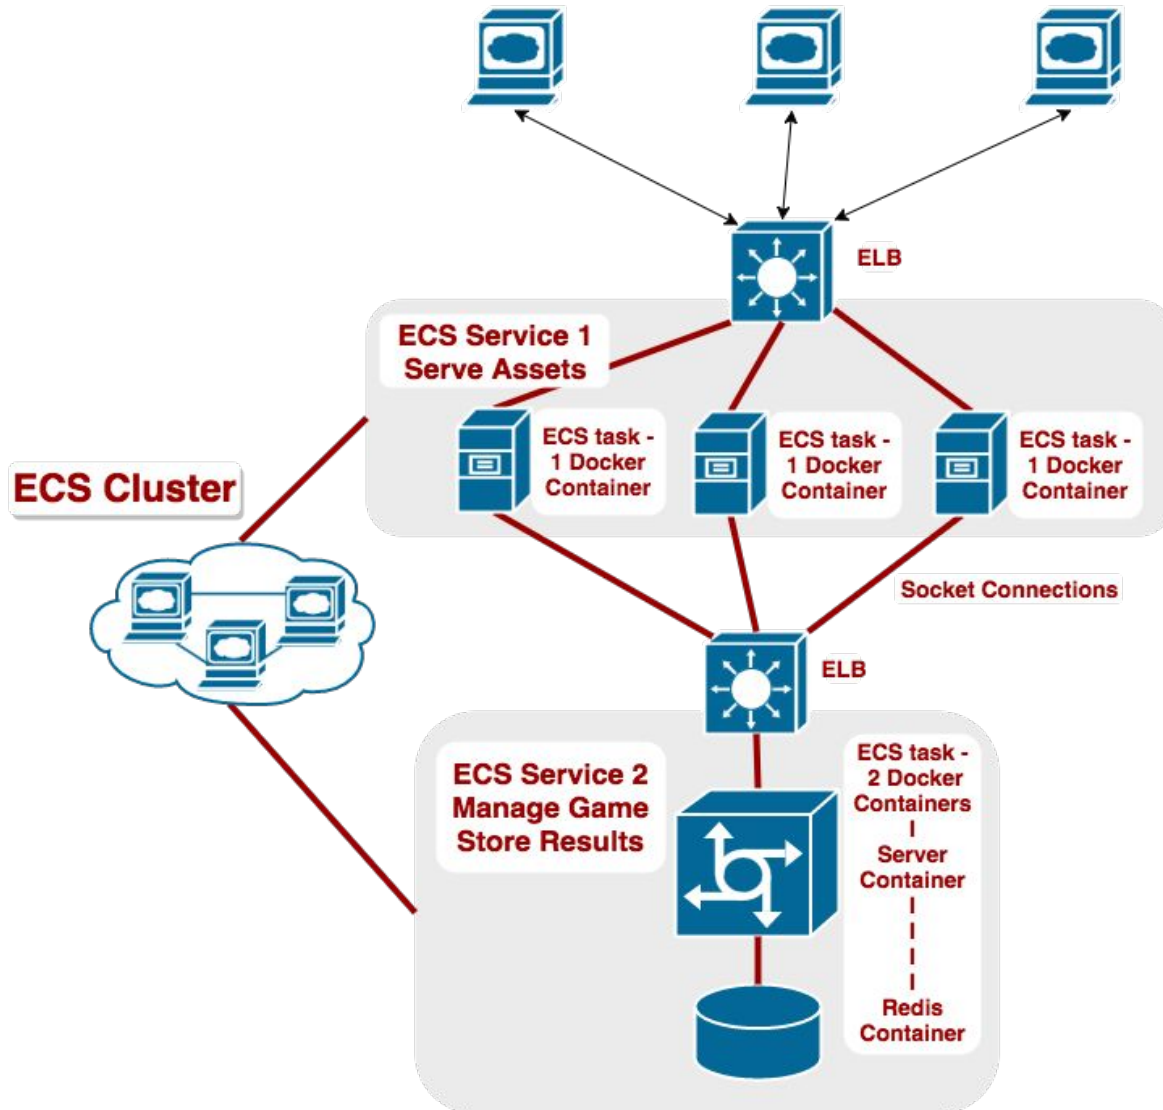 ELB
ECS Service 1
Serve Assets
ECS task -
1 Docker
Container
ECS task -
1 Docker
Container
ECS task -
1 Docker
Container
ECS Cluster
Socket Connections
ELB
ECS Service 2
Manage Game
Store Results
ECS task -
2 Docker
Containers
Server
Container
Redis
Container